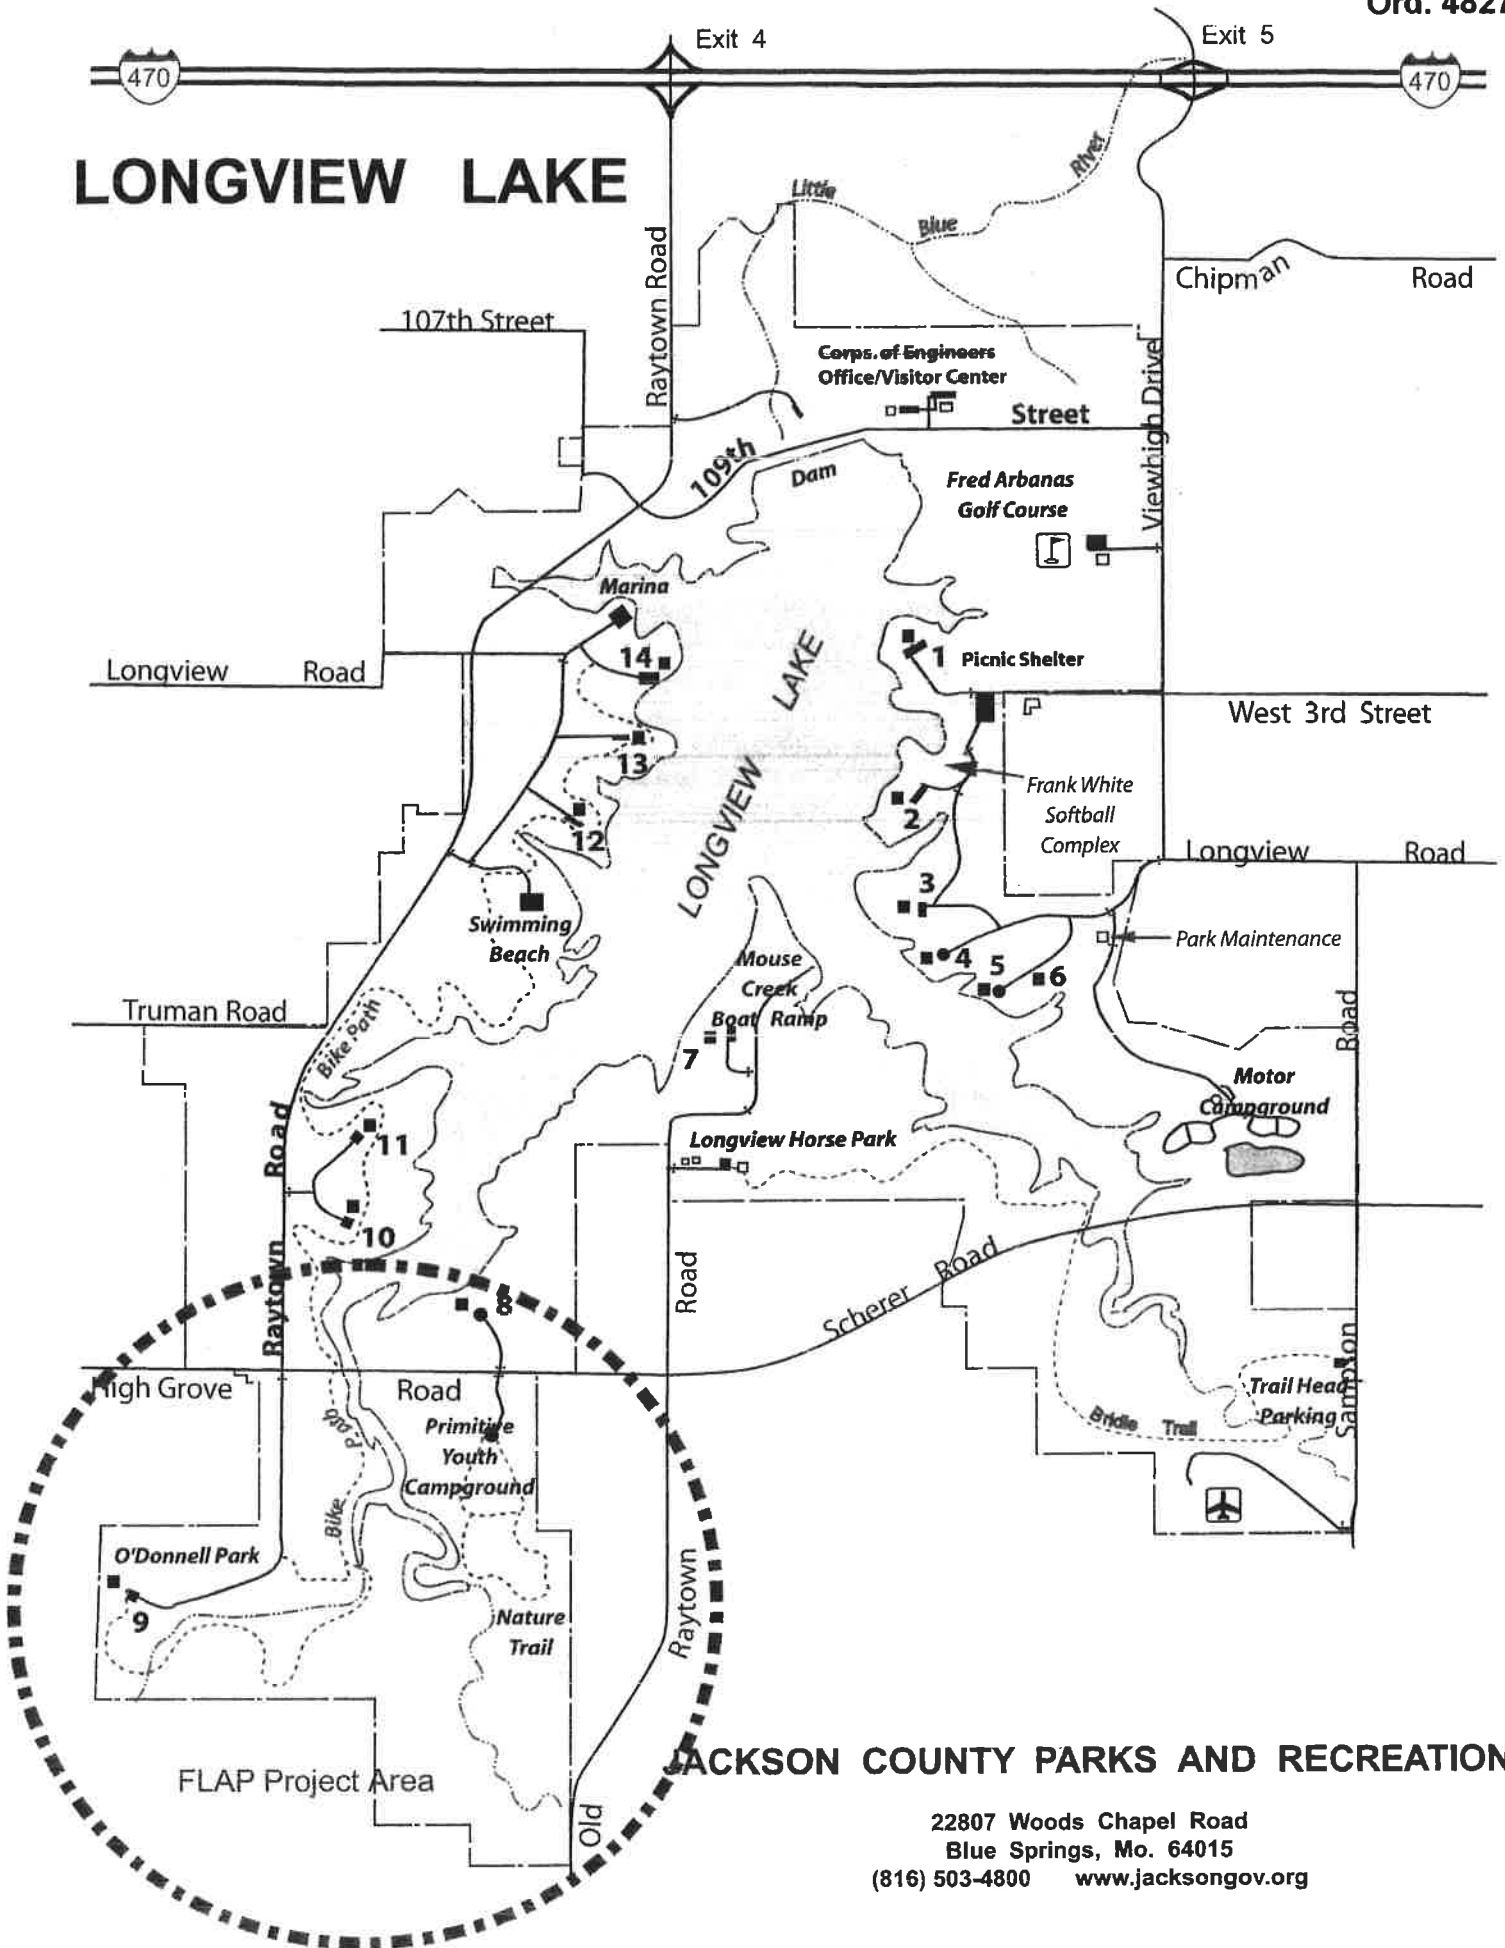 Ord. 4827
Exit 4
Exit 5
470
470
LONGVIEW LAKE
River
Little
Blue
Raytown Road
Chipman Road
107th Street
Corps. of Engineers
Office/Visitor Center
Street
Viewhigh Drive
109th
Dam
Fred Arbanas
Golf Course
Marina
14
1 Picnic Shelter
Longview Road
LONGVIEW LAKE
West 3rd Street
13
Frank White
Softball
Complex
2
12
Longview Road
3
Swimming
Beach
Park Maintenance
4
5
6
Mouse
Creek
Boat Ramp
7
Truman Road
Bike Path
Road
Motor
Campground
Raytown Road
11
Longview Horse Park
10
Road
Scherer Road
8
High Grove Road
Sampson
Trail Head
Parking
Bridle Trail
Primitive
Youth
Campground
Bike Path
O'Donnell Park
9
Nature
Trail
Raytown
Old
FLAP Project Area
JACKSON COUNTY PARKS AND RECREATION
22807 Woods Chapel Road
Blue Springs, Mo. 64015
(816) 503-4800 www.jacksongov.org